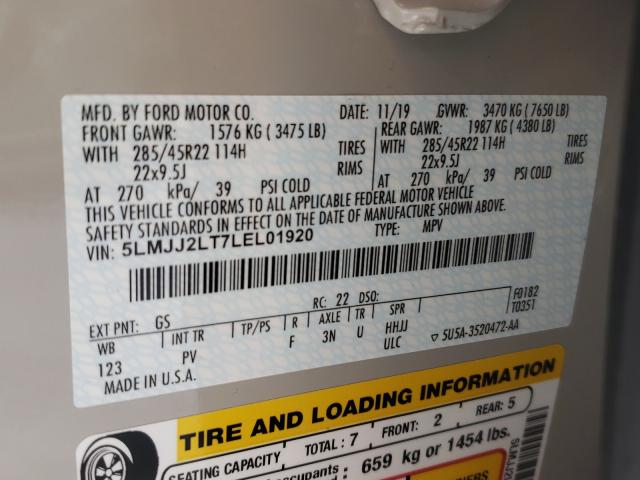 MFD. BY FORD MOTOR CO. DATE: 11/19 GVWR: 3470 KG (7650 LB)
FRONT GAWR: 1576 KG (3475 LB) REAR GAWR: 1987 KG (4380 LB)
WITH 285/45R22 114H TIRES WITH 285/45R22 114H TIRES
22x9.5J RIMS 22x9.5J RIMS
AT 270 kPa/ 39 PSI COLD AT 270 kPa/ 39 PSI COLD
THIS VEHICLE CONFORMS TO ALL APPLICABLE FEDERAL MOTOR VEHICLE
SAFETY STANDARDS IN EFFECT ON THE DATE OF MANUFACTURE SHOWN ABOVE.
VIN: 5LMJJ2LT7LEL01920 TYPE: MPV
EXT PNT: GS RC: 22 DSO: F0182
WB INT TR TP/PS R AXLE TR SPR T0351
123 PV F 3N U HHJJ ▽ 5U5A-3520472-AA
ULC
MADE IN U.S.A.
TIRE AND LOADING INFORMATION
SEATING CAPACITY TOTAL: 7 FRONT: 2 REAR: 5
659 kg or 1454 lbs.